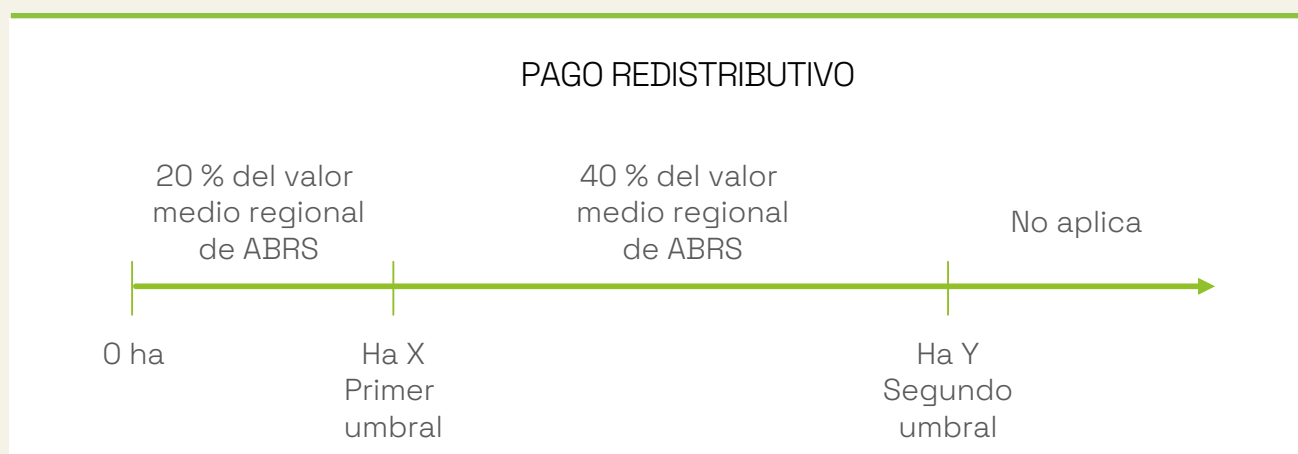 PAGO REDISTRIBUTIVO
20 % del valor
medio regional
de ABRS
40 % del valor
medio regional
de ABRS
No aplica
0 ha
Ha X
Primer
umbral
Ha Y
Segundo
umbral